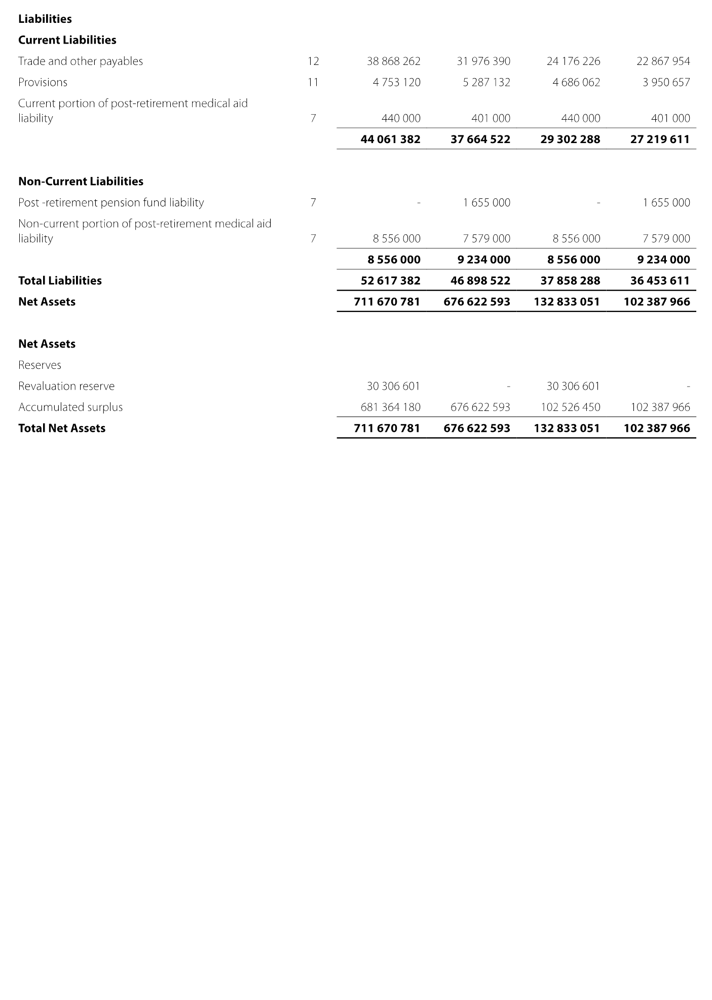 Liabilities
Current Liabilities
Trade and other payables 12 38 868 262 31 976 390 24 176 226 22 867 954
Provisions 11 4 753 120 5 287 132 4 686 062 3 950 657
Current portion of post-retirement medical aid
liability 7 440 000 401 000 440 000 401 000
44 061 382 37 664 522 29 302 288 27 219 611
Non-Current Liabilities
Post -retirement pension fund liability 7 - 1 655 000 - 1 655 000
Non-current portion of post-retirement medical aid
liability 7 8 556 000 7 579 000 8 556 000 7 579 000
8 556 000 9 234 000 8 556 000 9 234 000
Total Liabilities 52 617 382 46 898 522 37 858 288 36 453 611
Net Assets 711 670 781 676 622 593 132 833 051 102 387 966
Net Assets
Reserves
Revaluation reserve 30 306 601 - 30 306 601 -
Accumulated surplus 681 364 180 676 622 593 102 526 450 102 387 966
Total Net Assets 711 670 781 676 622 593 132 833 051 102 387 966